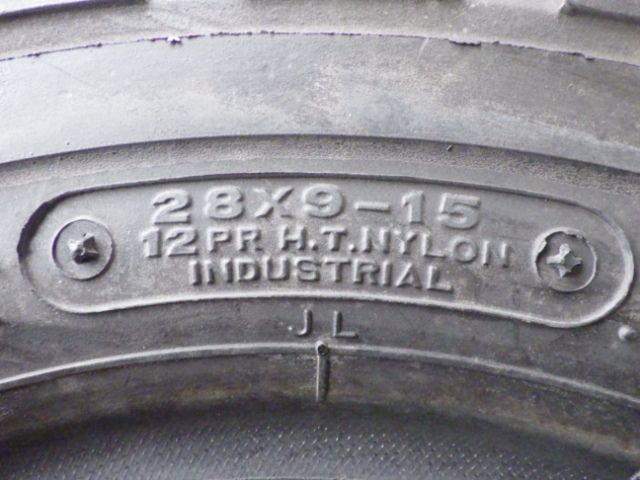 28X9-15
12PR H.T.NYLON
INDUSTRIAL
JL